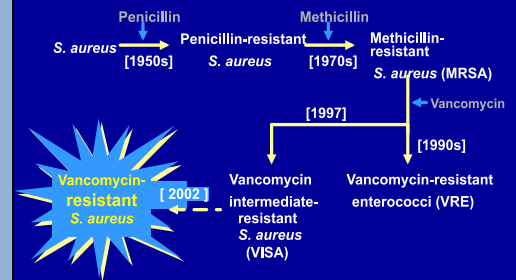 Penicillin
Methicillin
S. aureus
[1950s]
Penicillin-resistant
S. aureus
[1970s]
Methicillin-
resistant
S. aureus (MRSA)
Vancomycin
[1997]
[1990s]
Vancomycin-
resistant
S. aureus
[ 2002 ]
Vancomycin
intermediate-
resistant
S. aureus
(VISA)
Vancomycin-resistant
enterococci (VRE)